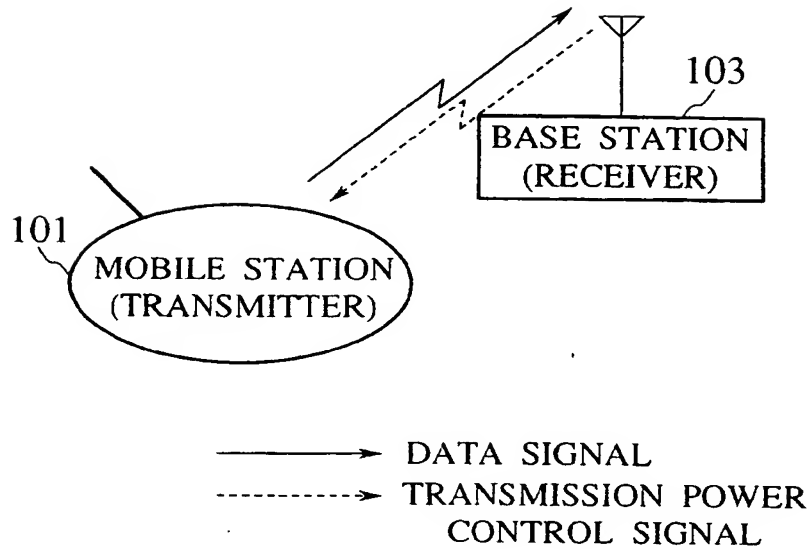 103
BASE STATION
(RECEIVER)
101
MOBILE STATION
(TRANSMITTER)
DATA SIGNAL
TRANSMISSION POWER
CONTROL SIGNAL